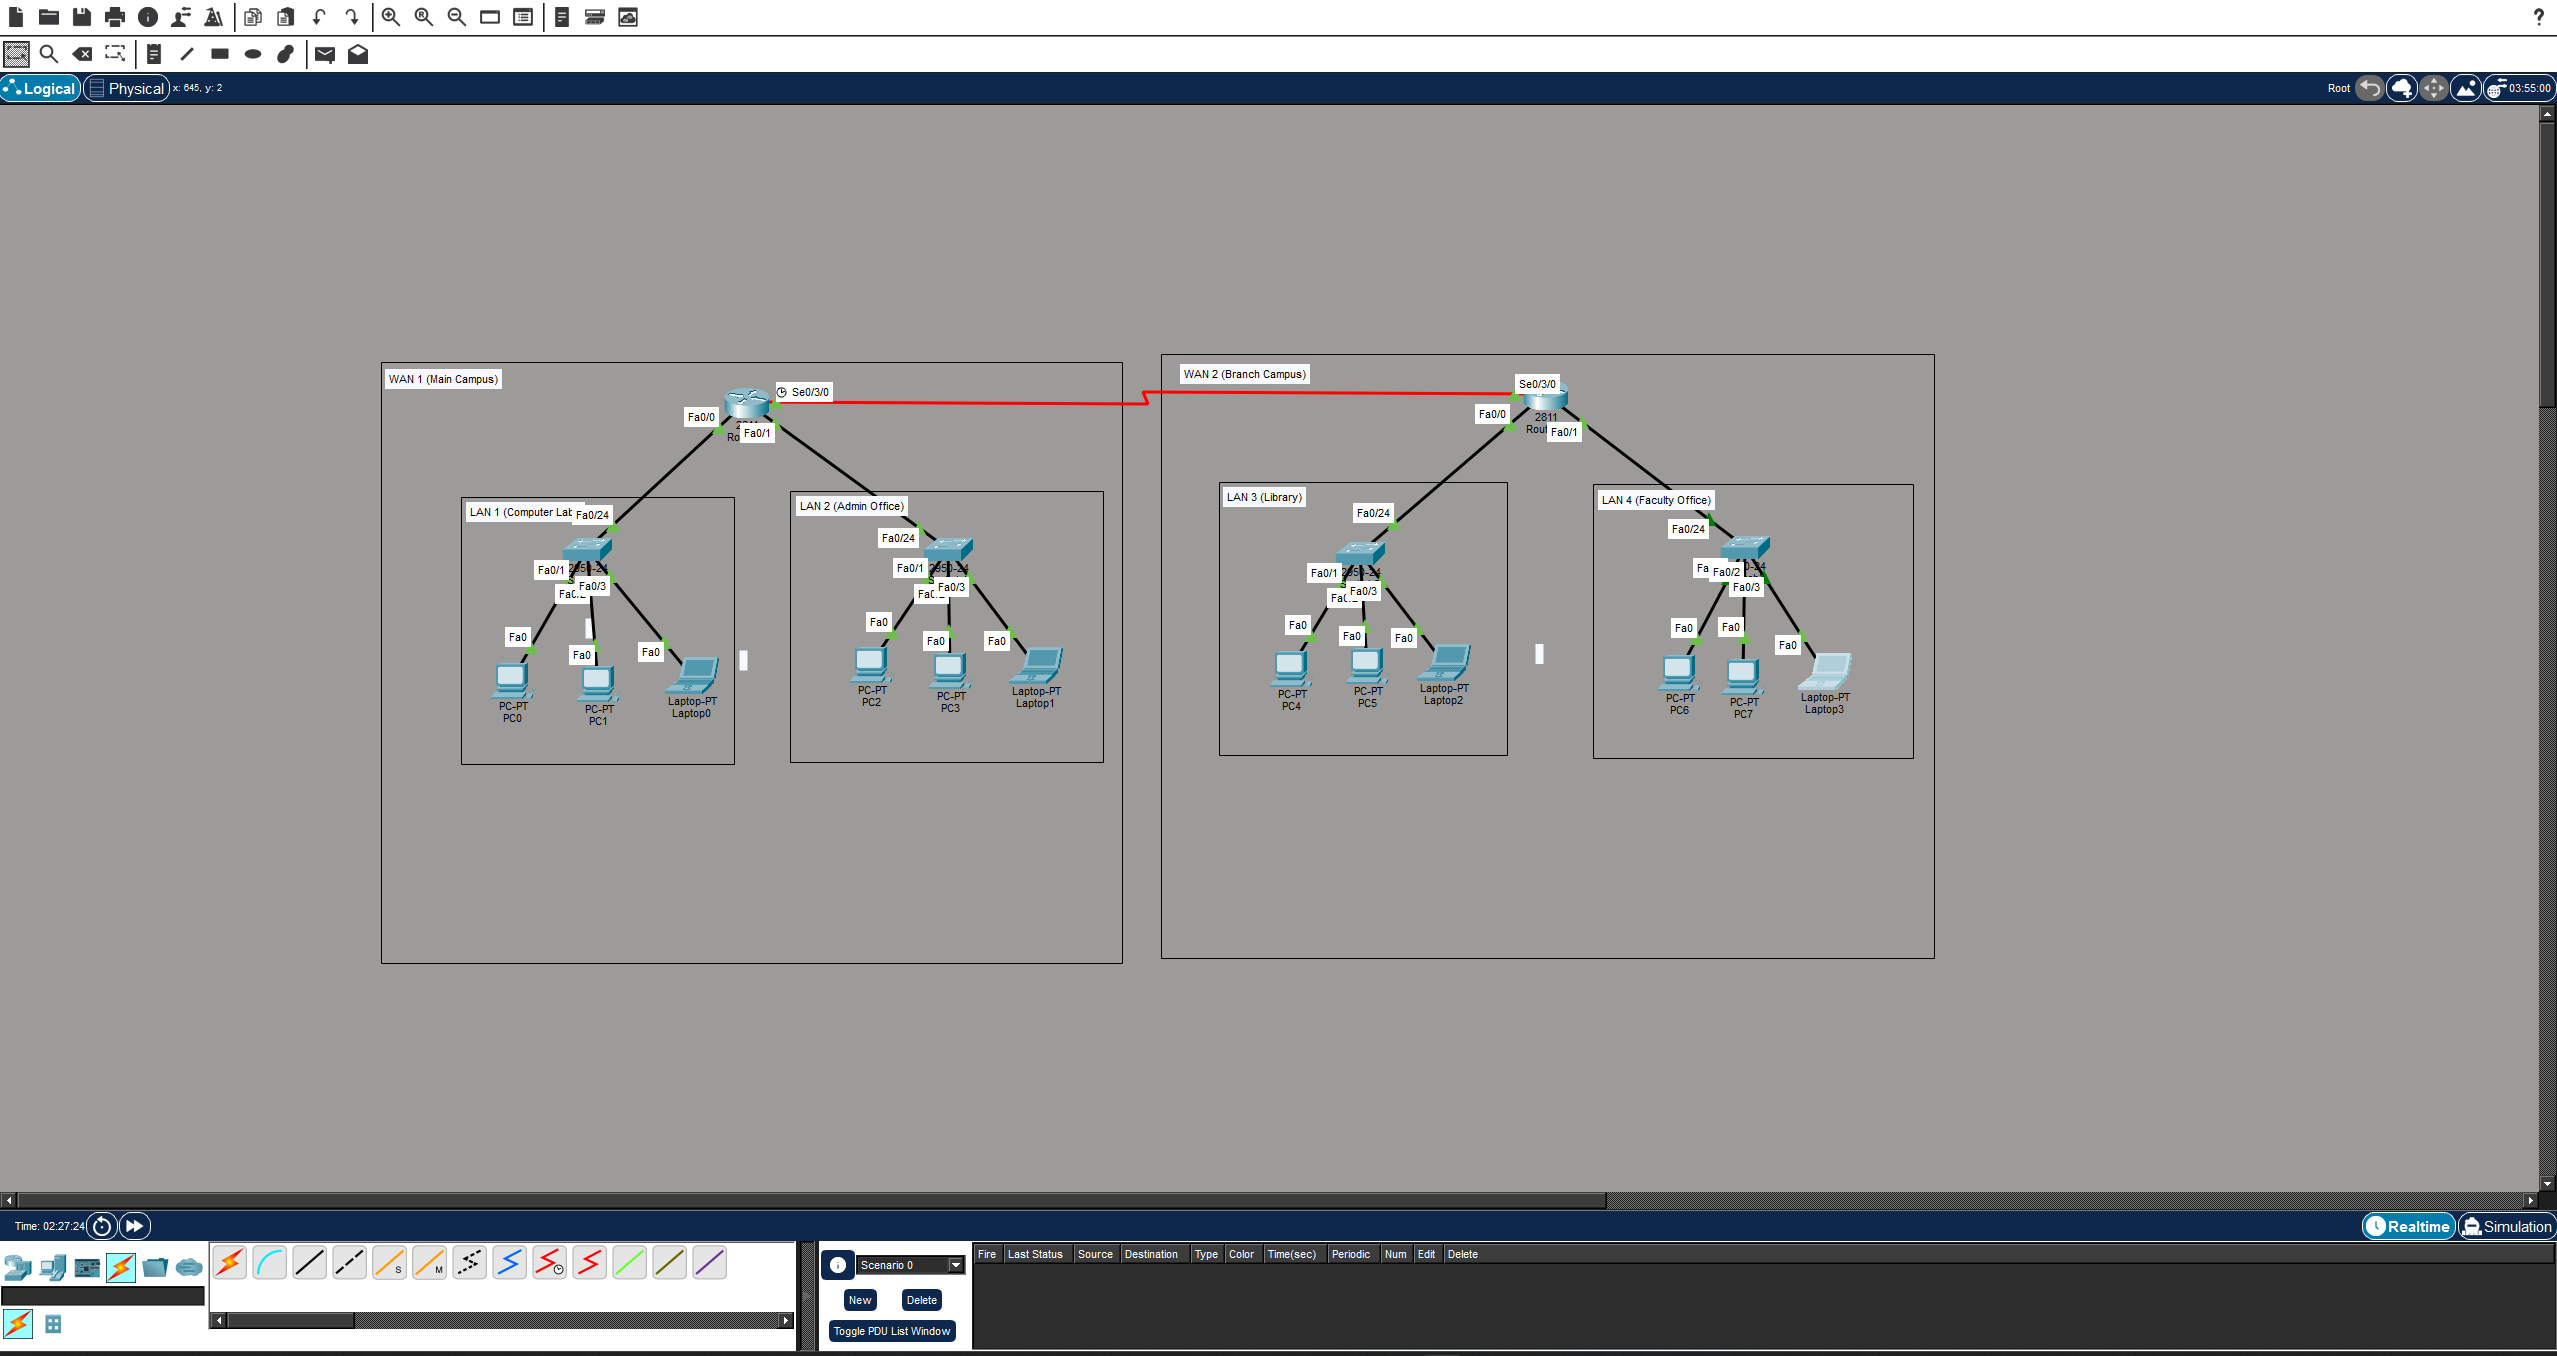 ?
Logical
Physical
x: 645, y: 2
Root
03:55:00
WAN 1 (Main Campus)
Se0/3/0
Fa0/0
Fa0/1
LAN 1 (Computer Lab
Fa0/24
Fa0/1
2950-24
Fa0/3
Fa0
Fa0
Fa0
PC-PT
PC0
PC-PT
PC1
Laptop-PT
Laptop0
LAN 2 (Admin Office)
Fa0/24
Fa0/1
2950-24
Fa0/3
Fa0
Fa0
Fa0
PC-PT
PC2
PC-PT
PC3
Laptop-PT
Laptop1
WAN 2 (Branch Campus)
Se0/3/0
Fa0/0
2811
Fa0/1
LAN 3 (Library)
Fa0/24
Fa0/1
2950-24
Fa0/3
Fa0
Fa0
Fa0
PC-PT
PC4
PC-PT
PC5
Laptop-PT
Laptop2
LAN 4 (Faculty Office)
Fa0/24
Fa0/2
Fa0/3
Fa0
Fa0
Fa0
PC-PT
PC6
PC-PT
PC7
Laptop-PT
Laptop3
Time: 02:27:24
Realtime
Simulation
S
M
Scenario 0
New
Delete
Toggle PDU List Window
Fire
Last Status
Source
Destination
Type
Color
Time(sec)
Periodic
Num
Edit
Delete